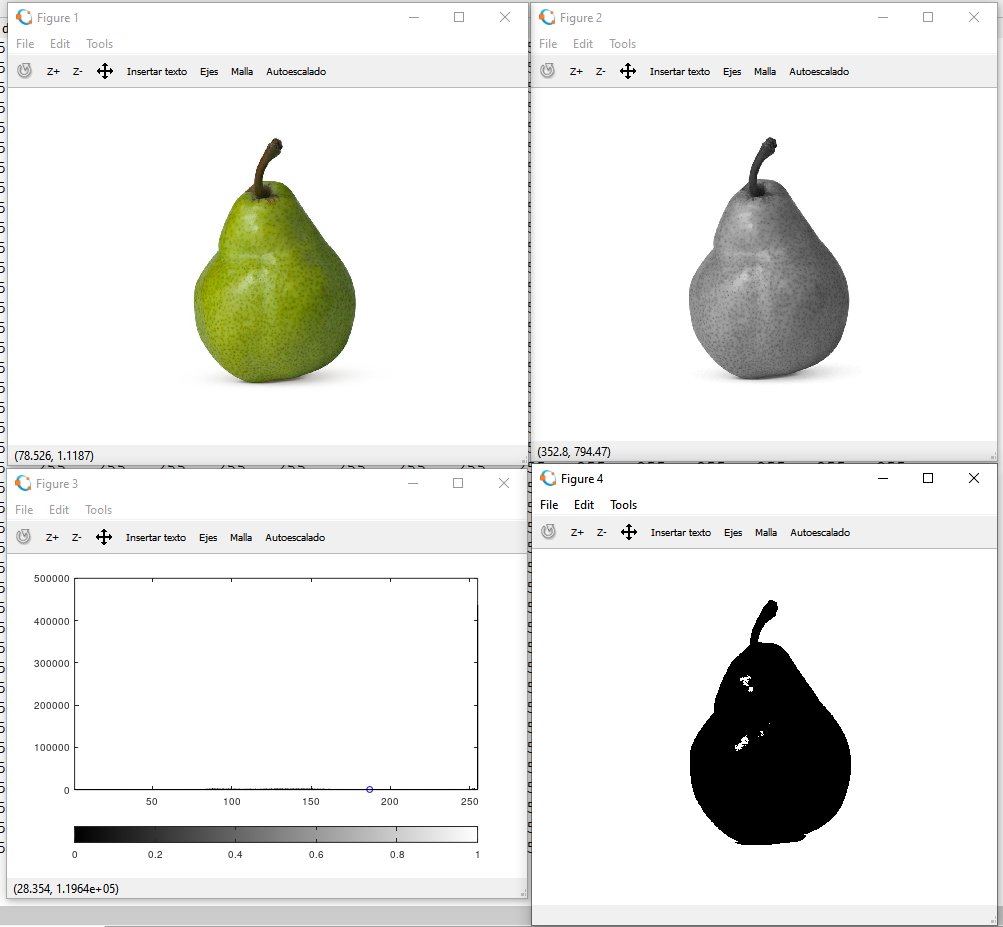 Figure 1
File Edit Tools
Z+ Z- Insertar texto Ejes Malla Autoescalado
(78.526, 1.1187)
Figure 2
File Edit Tools
Z+ Z- Insertar texto Ejes Malla Autoescalado
(352.8, 794.47)
Figure 3
File Edit Tools
Z+ Z- Insertar texto Ejes Malla Autoescalado
500000
400000
300000
200000
100000
0
50 100 150 200 250
0 0.2 0.4 0.6 0.8 1
(28.354, 1.1964e+05)
Figure 4
File Edit Tools
Z+ Z- Insertar texto Ejes Malla Autoescalado